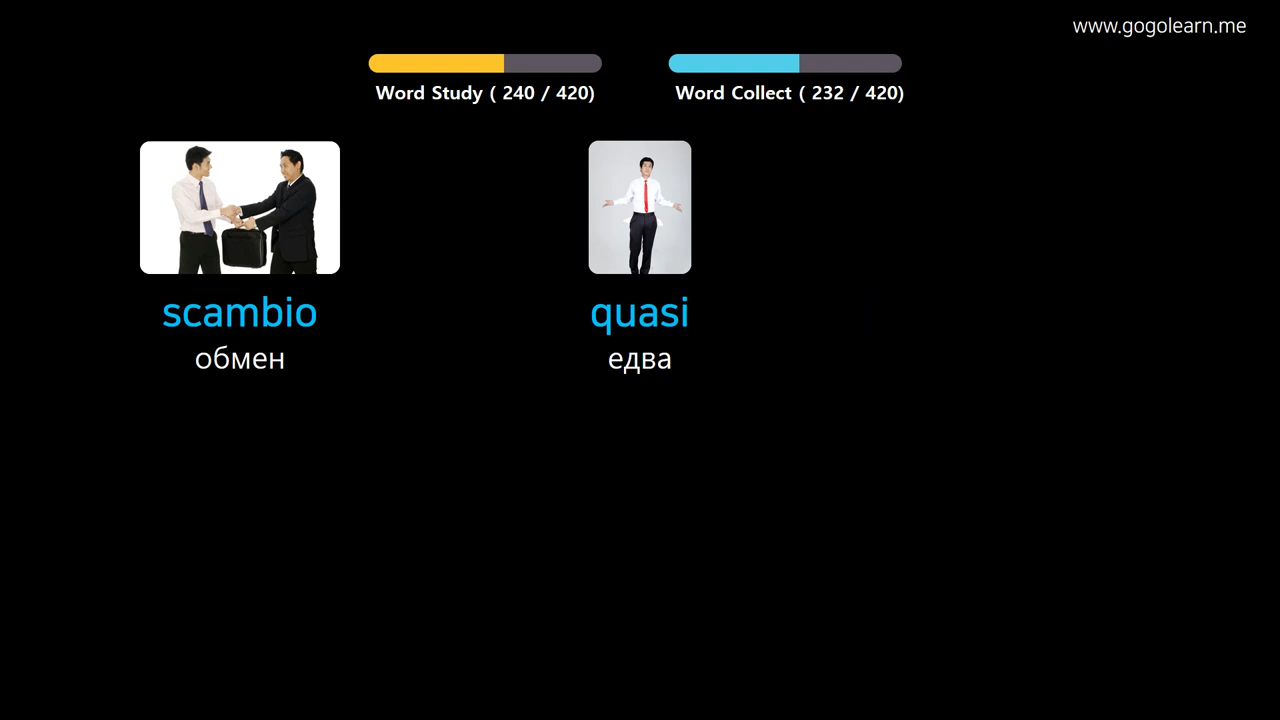 www.gogolearn.me
Word Study ( 240 / 420)
Word Collect ( 232 / 420)
scambio
quasi
обмен
едва